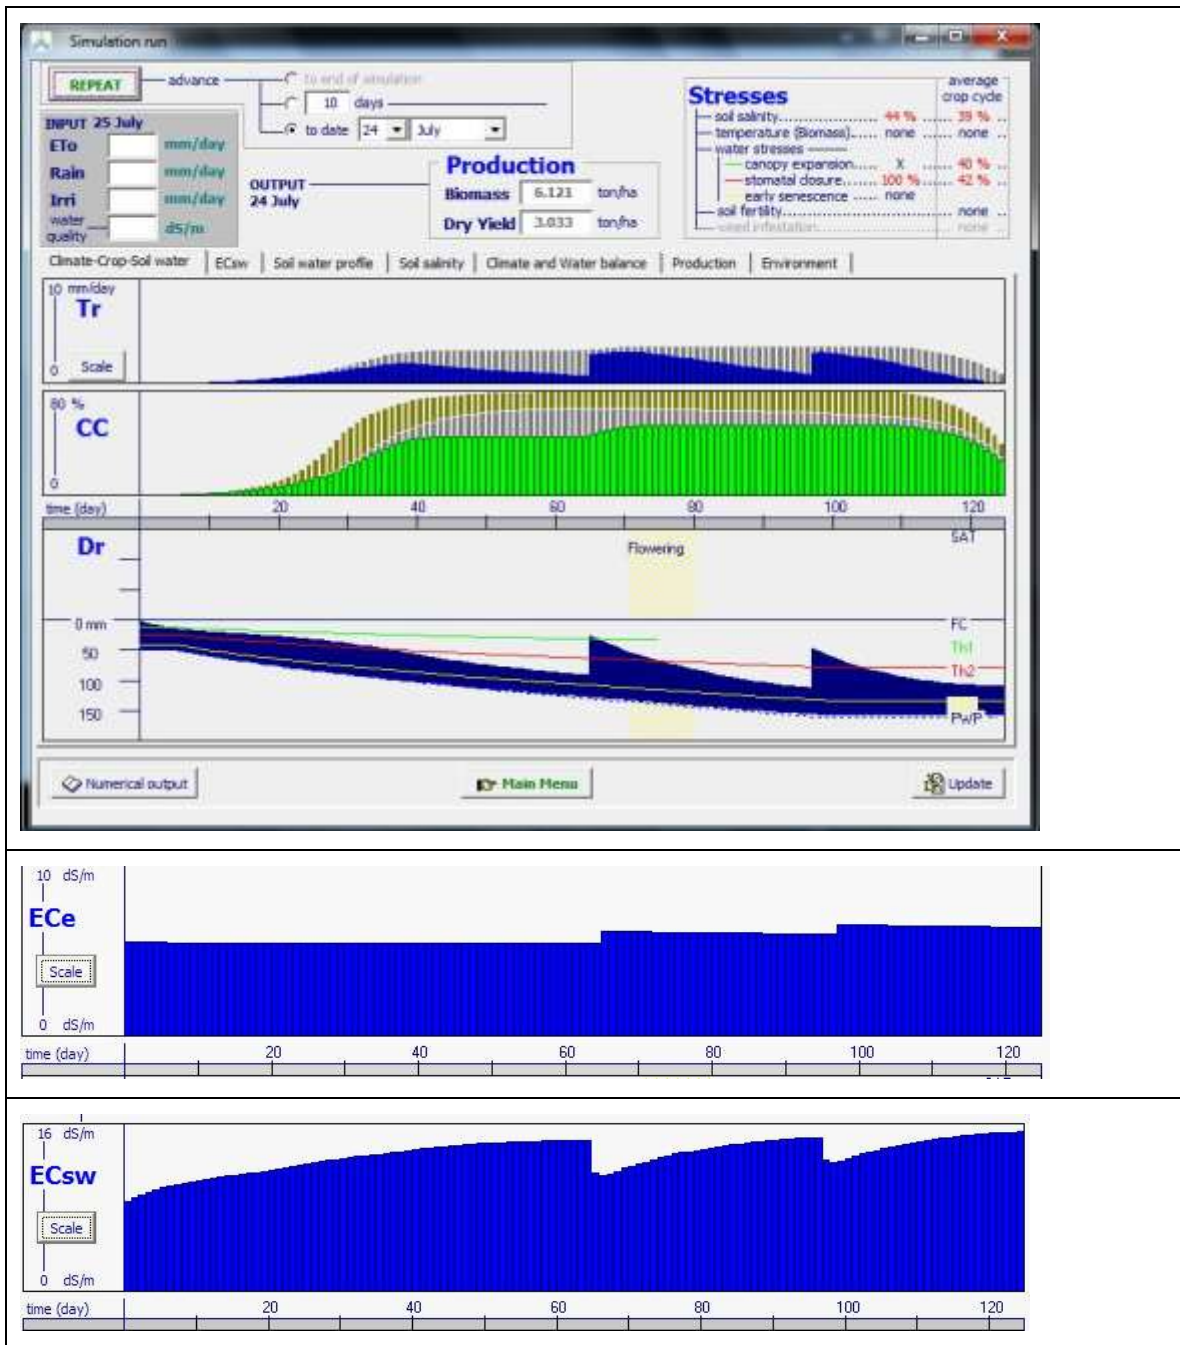 Simulation run
REPEAT
advance
to end of simulation
10 days
to date 24 July
INPUT 25 July
ETo mm/day
Rain mm/day
Irri mm/day
water quality dS/m
OUTPUT
24 July
Production
Biomass 6.121 ton/ha
Dry Yield 3.033 ton/ha
Stresses
average
crop cycle
soil salinity 44 % 39 %
temperature (Biomass) none none
water stresses
canopy expansion X 40 %
stomatal closure 100 % 42 %
early senescence none
soil fertility none
weed infestation none
Climate-Crop-Soil water ECsw Soil water profile Soil salinity Climate and Water balance Production Environment
10 mm/day
Tr
0 Scale
80 %
CC
0
time (day) 20 40 60 80 100 120
Dr
Flowering
SAT
0 mm
FC
50
Th1
Th2
100
150
PWP
Numerical output
Main Menu
Update
10 dS/m
ECe
Scale
0 dS/m
time (day) 20 40 60 80 100 120
16 dS/m
ECsw
Scale
0 dS/m
time (day) 20 40 60 80 100 120